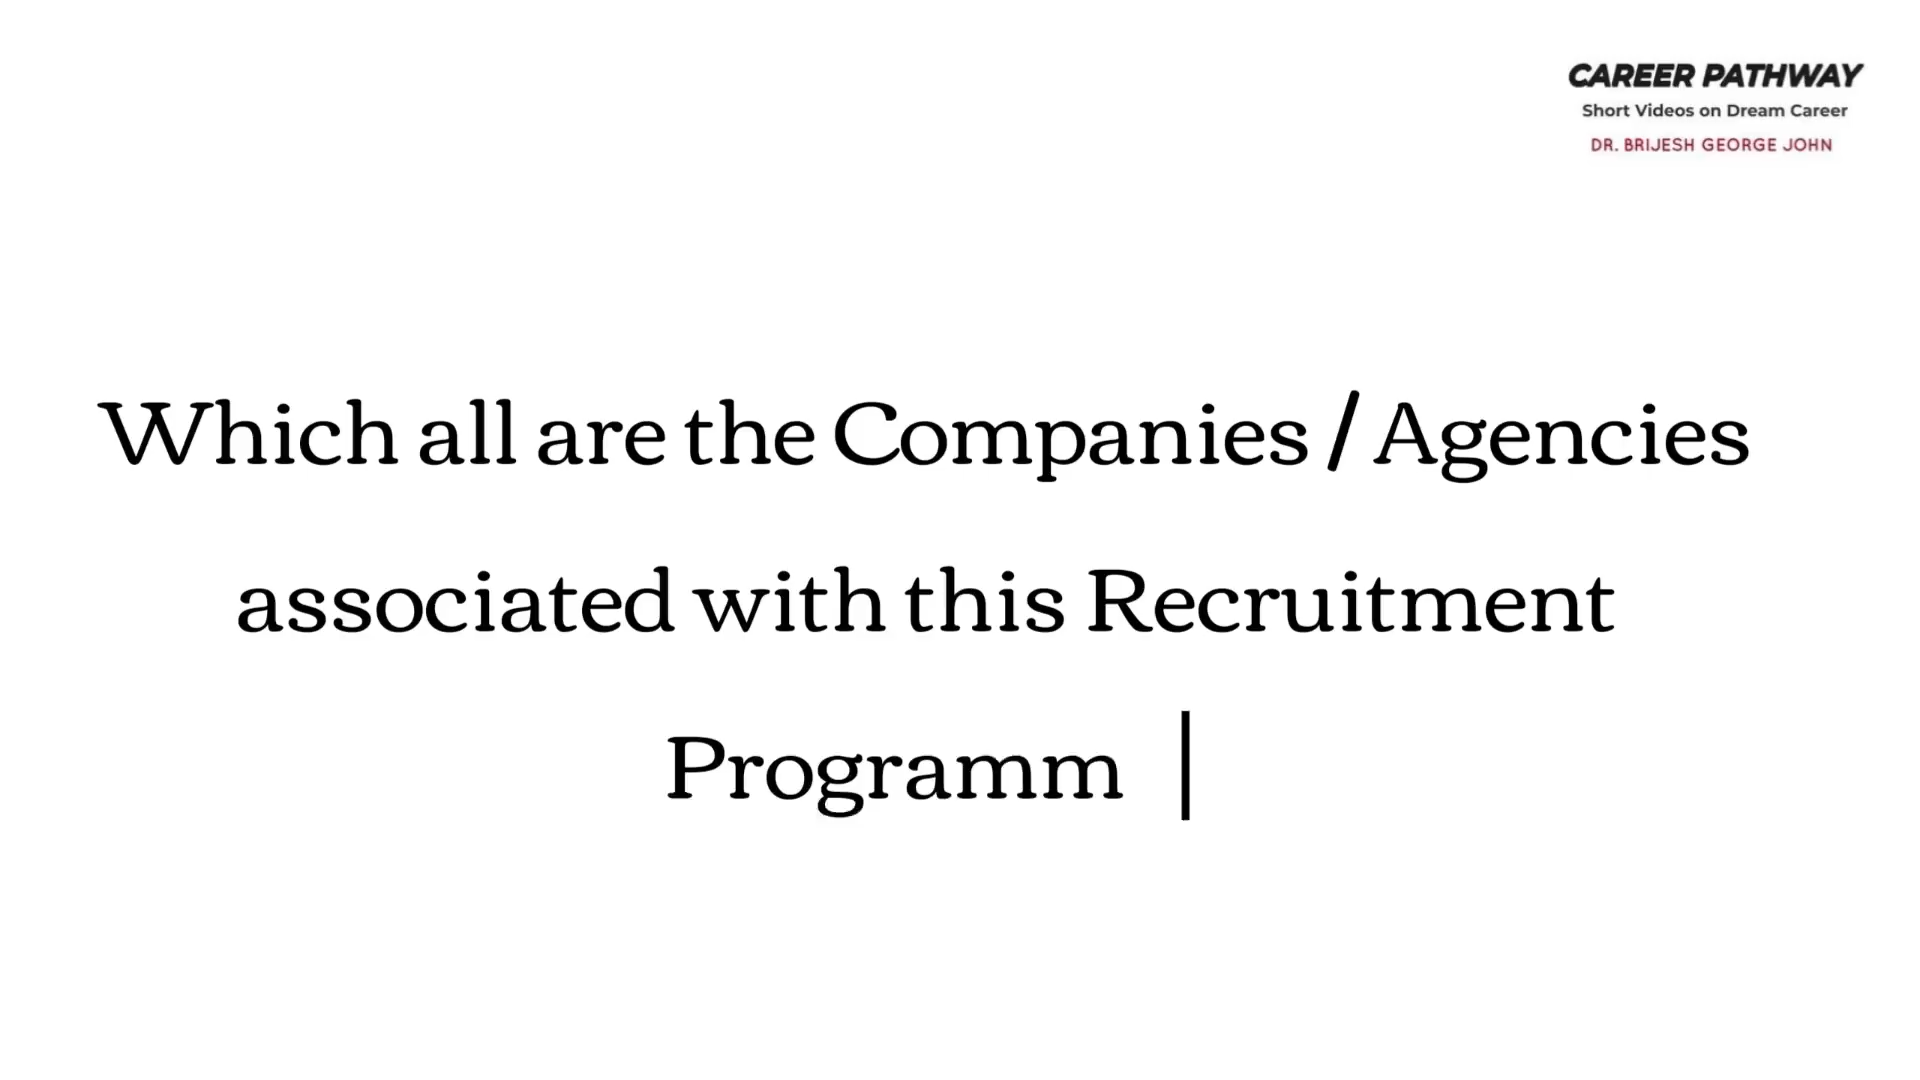 CAREER PATHWAY
Short Videos on Dream Career
DR. BRIJESH GEORGE JOHN
Which all are the Companies / Agencies
associated with this Recruitment
Programm